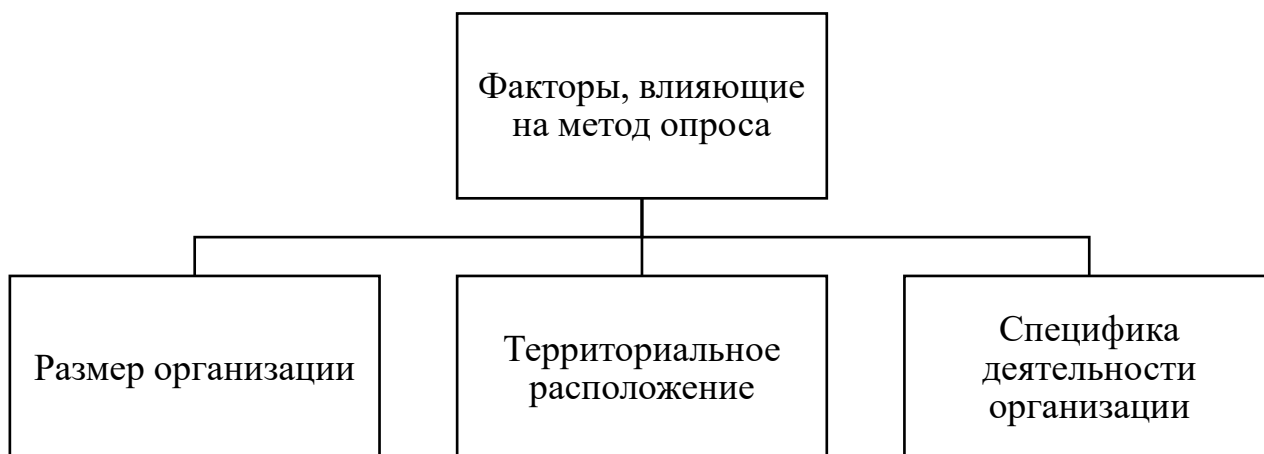 Факторы, влияющие
на метод опроса
Размер организации
Территориальное
расположение
Специфика
деятельности
организации